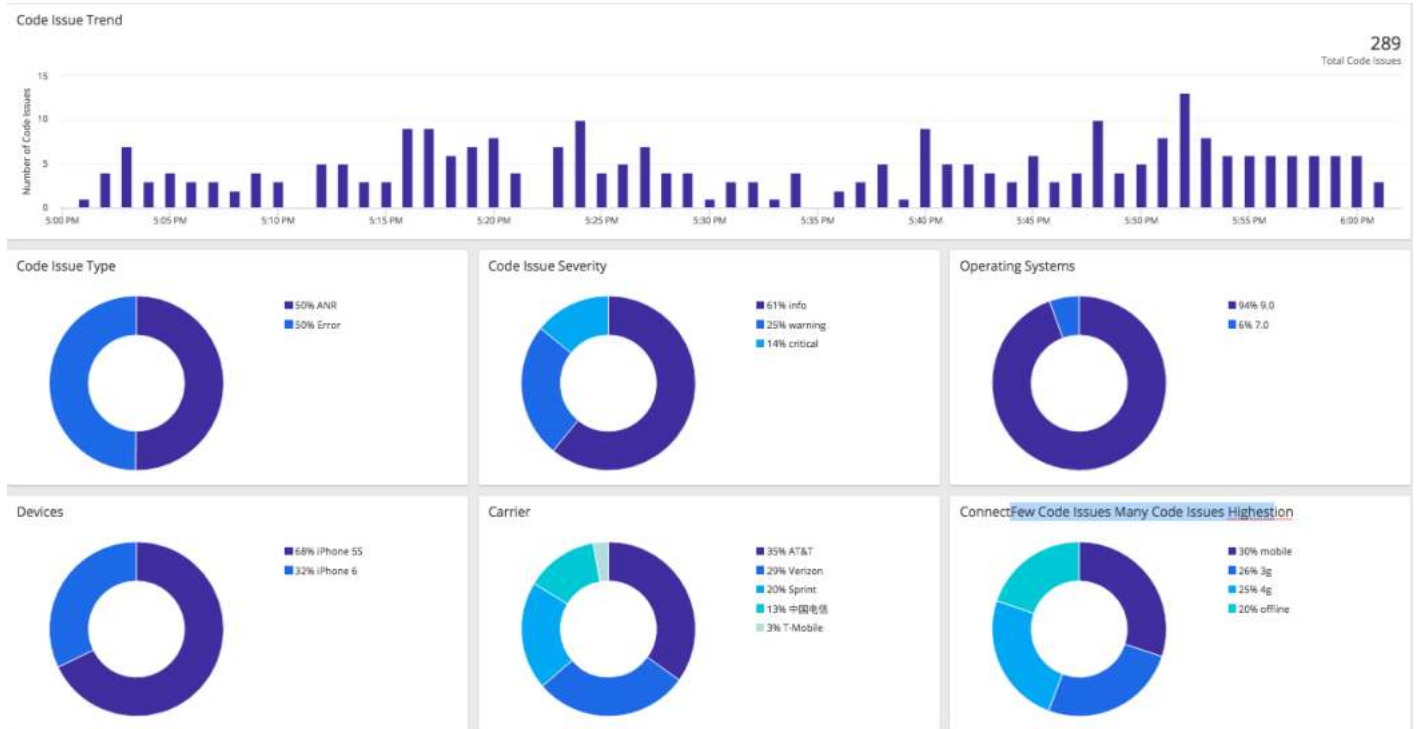 Code Issue Trend
289
Total Code Issues
15
10
5
0
Number of Code Issues
5:00 PM
5:05 PM
5:10 PM
5:15 PM
5:20 PM
5:25 PM
5:30 PM
5:35 PM
5:40 PM
5:45 PM
5:50 PM
5:55 PM
6:00 PM
Code Issue Type
50% ANR
50% Error
Code Issue Severity
61% info
25% warning
14% critical
Operating Systems
94% 9.0
6% 7.0
Devices
68% iPhone 5S
32% iPhone 6
Carrier
35% AT&T
29% Verizon
20% Sprint
13% 中国电信
3% T-Mobile
ConnectFew Code Issues Many Code Issues Highestion
30% mobile
26% 3g
25% 4g
20% offline